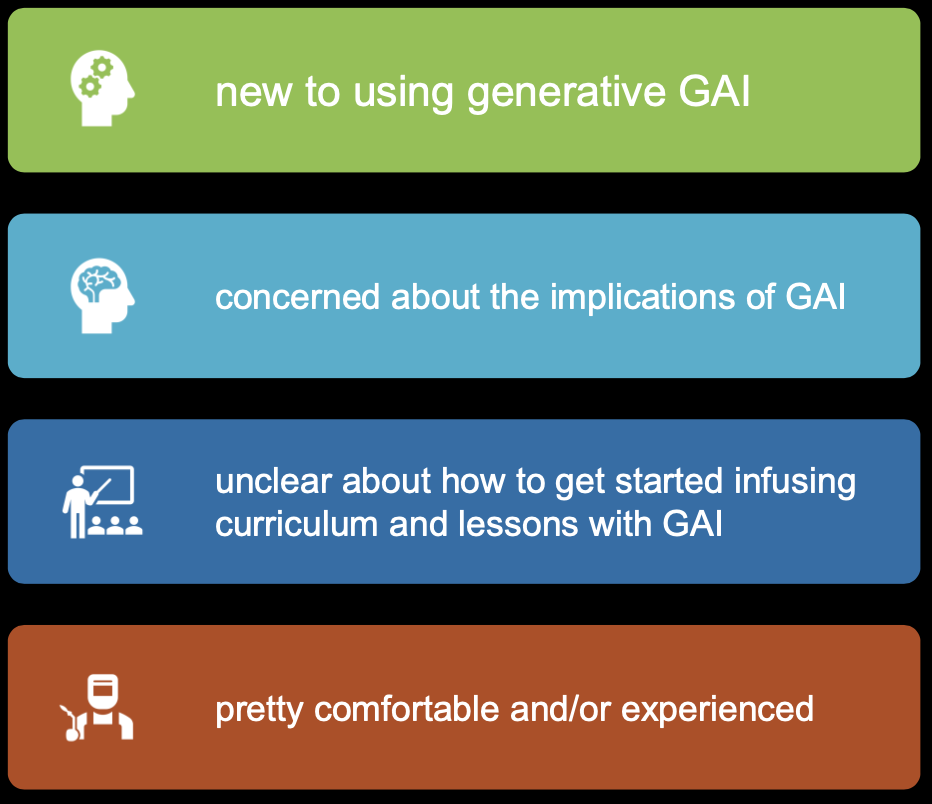 new to using generative GAI
concerned about the implications of GAI
unclear about how to get started infusing
curriculum and lessons with GAI
pretty comfortable and/or experienced